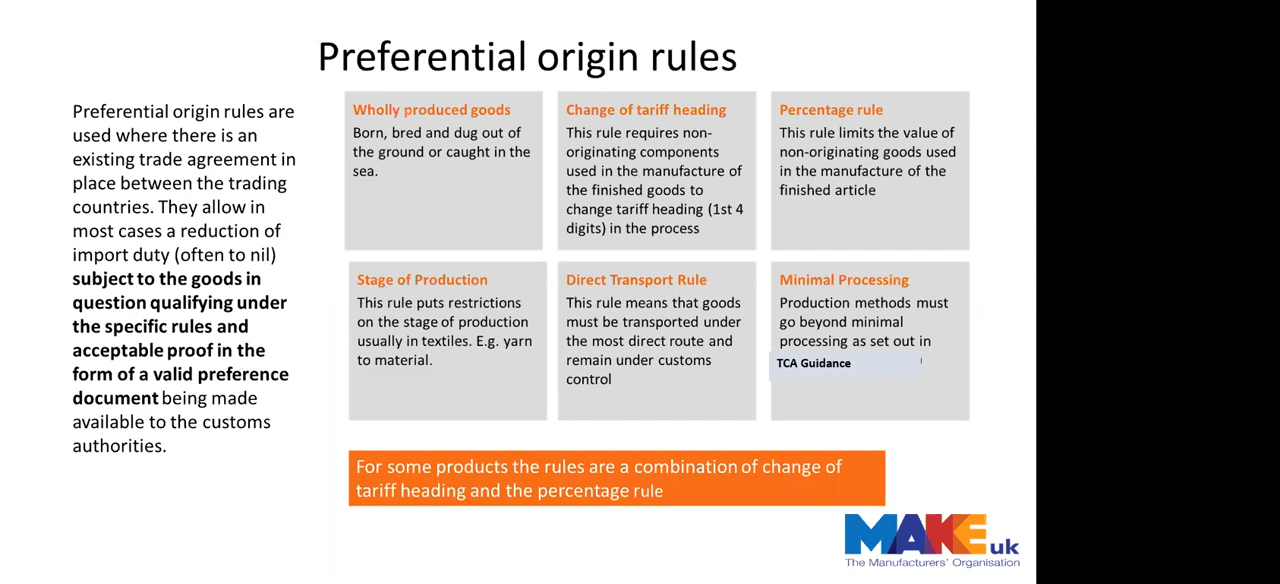 Preferential origin rules
Preferential origin rules are
used where there is an
existing trade agreement in
place between the trading
countries. They allow in
most cases a reduction of
import duty (often to nil)
subject to the goods in
question qualifying under
the specific rules and
acceptable proof in the
form of a valid preference
document being made
available to the customs
authorities.
Wholly produced goods
Born, bred and dug out of
the ground or caught in the
sea.
Change of tariff heading
This rule requires non-
originating components
used in the manufacture of
the finished goods to
change tariff heading (1st 4
digits) in the process
Percentage rule
This rule limits the value of
non-originating goods used
in the manufacture of the
finished article
Stage of Production
This rule puts restrictions
on the stage of production
usually in textiles. E.g. yarn
to material.
Direct Transport Rule
This rule means that goods
must be transported under
the most direct route and
remain under customs
control
Minimal Processing
Production methods must
go beyond minimal
processing as set out in
TCA Guidance
For some products the rules are a combination of change of
tariff heading and the percentage rule
MAKE uk
The Manufacturers' Organisation